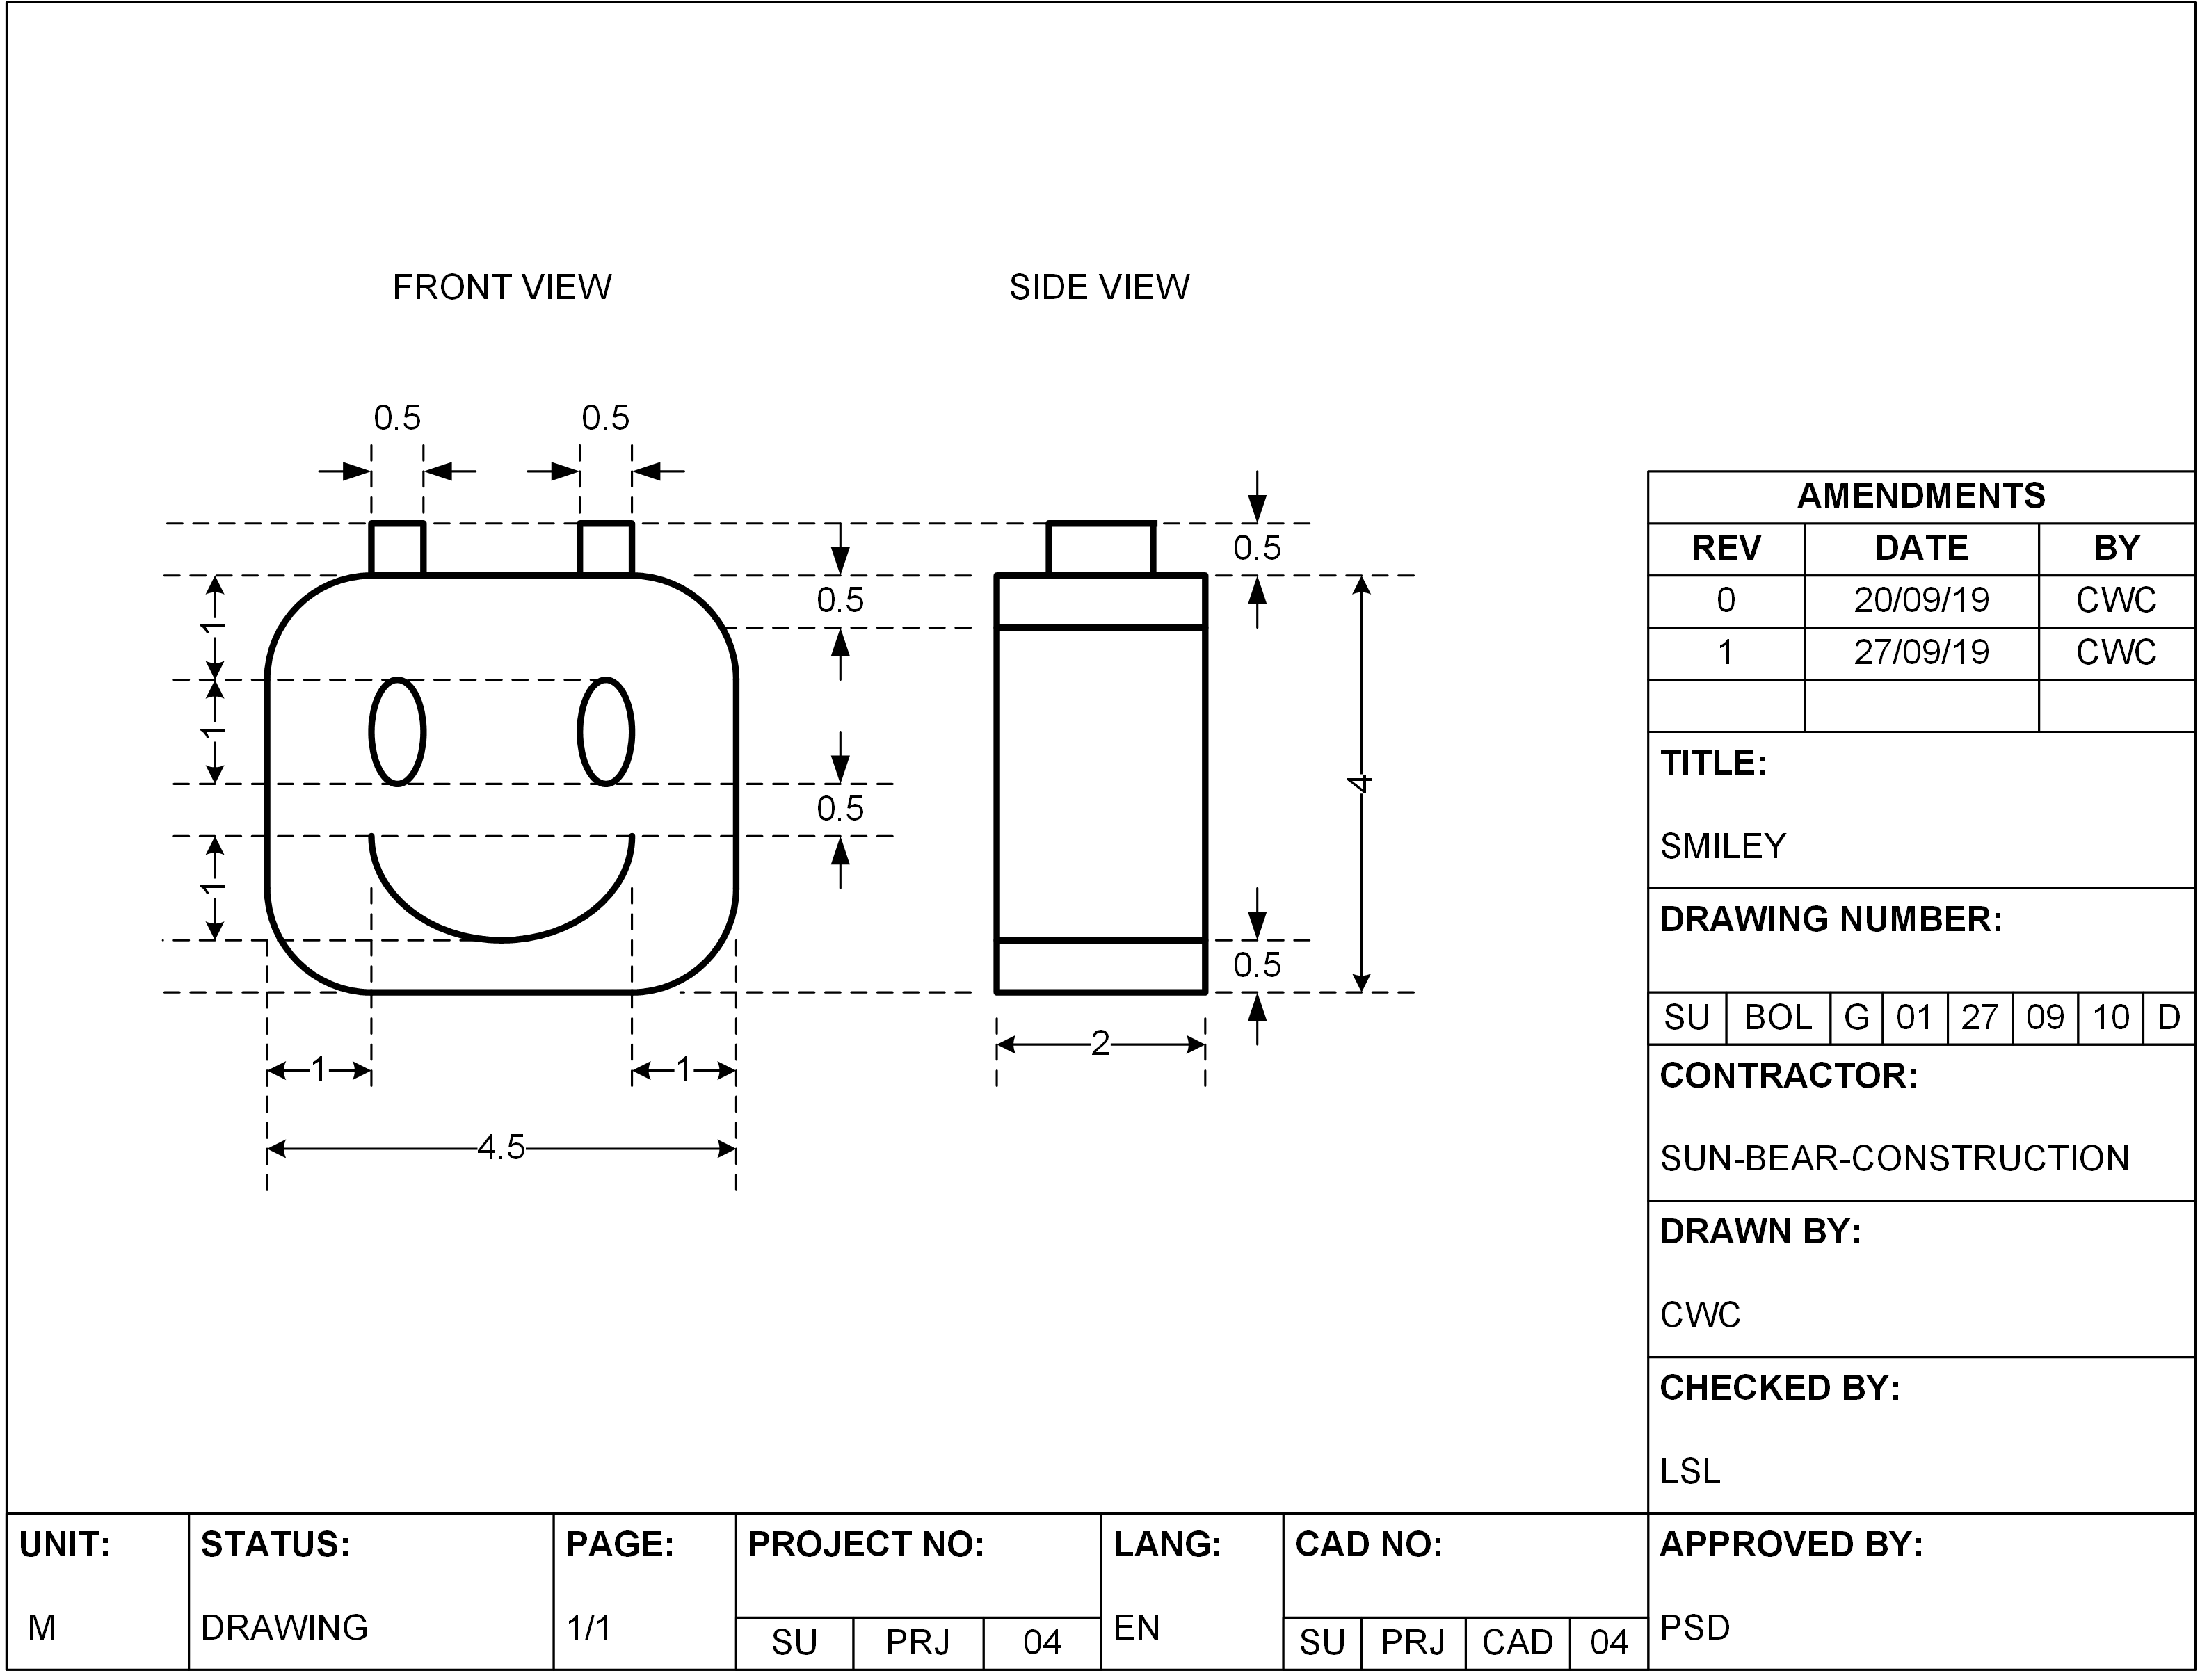 FRONT VIEW
SIDE VIEW
0.5 0.5
0.5
0.5
1
1
0.5
1
1 1
4.5
0.5
4
0.5
2
AMENDMENTS
REV DATE BY
0 20/09/19 CWC
1 27/09/19 CWC
TITLE:
SMILEY
DRAWING NUMBER:
SU BOL G 01 27 09 10 D
CONTRACTOR:
SUN-BEAR-CONSTRUCTION
DRAWN BY:
CWC
CHECKED BY:
LSL
APPROVED BY:
PSD
UNIT:
M
STATUS:
DRAWING
PAGE:
1/1
PROJECT NO:
SU PRJ 04
LANG:
EN
CAD NO:
SU PRJ CAD 04